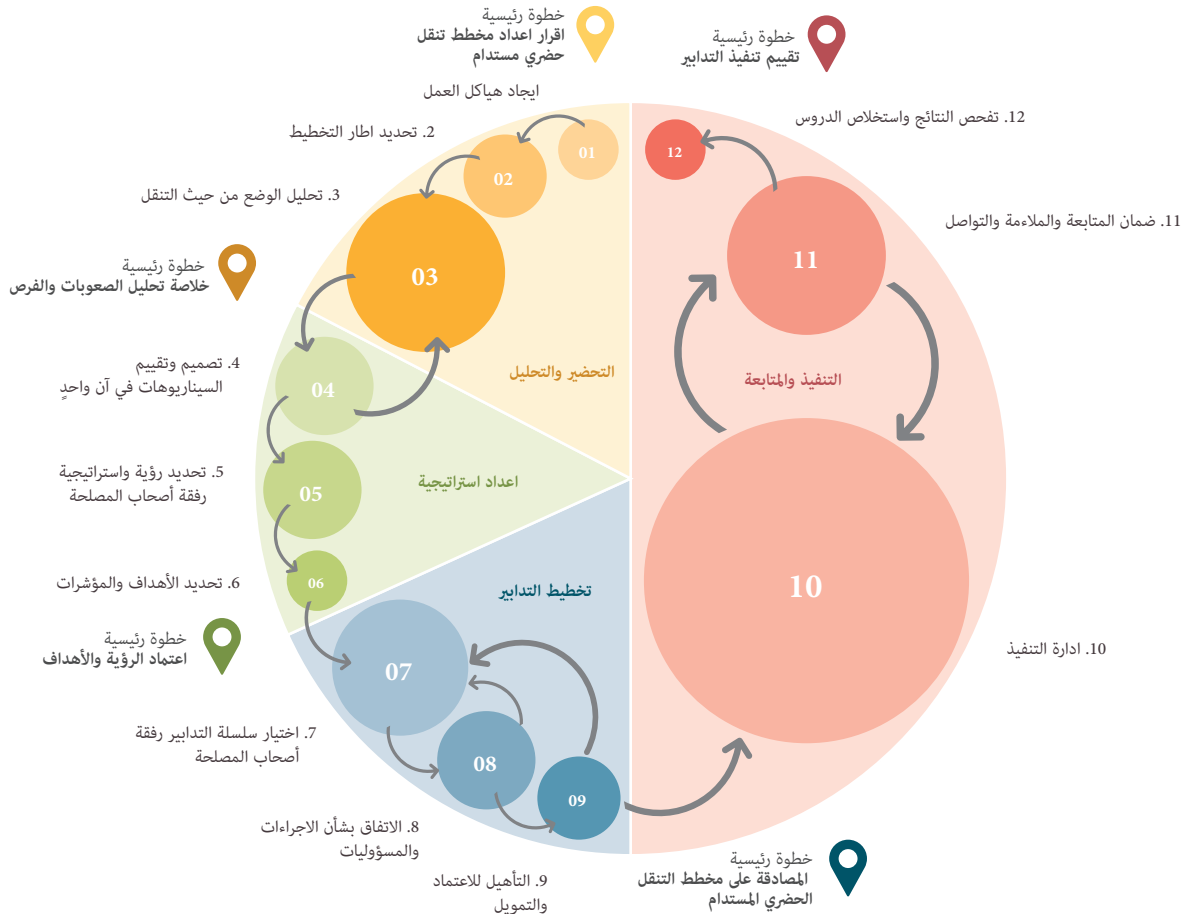 خطوة رئيسية
اقرار اعداد مخطط تنقل
حضري مستدام
ايجاد هياكل العمل
2. تحديد اطار التخطيط
3. تحليل الوضع من حيث التنقل
01
02
03
التحضير والتحليل
خطوة رئيسية
خلاصة تحليل الصعوبات والفرص
4. تصميم وتقييم
السيناريوهات في آن واحدٍ
5. تحديد رؤية واستراتيجية
رفقة أصحاب المصلحة
6. تحديد الأهداف والمؤشرات
04
05
06
اعداد استراتيجية
خطوة رئيسية
اعتماد الرؤية والأهداف
7. اختيار سلسلة التدابير رفقة
أصحاب المصلحة
8. الاتفاق بشأن الاجراءات
والمسؤوليات
9. التأهيل للاعتماد
والتمويل
07
08
09
تخطيط التدابير
خطوة رئيسية
المصادقة على مخطط التنقل
الحضري المستدام
10. ادارة التنفيذ
11. ضمان المتابعة والملاءمة والتواصل
12. تفحص النتائج واستخلاص الدروس
10
11
12
التنفيذ والمتابعة
خطوة رئيسية
تقييم تنفيذ التدابير